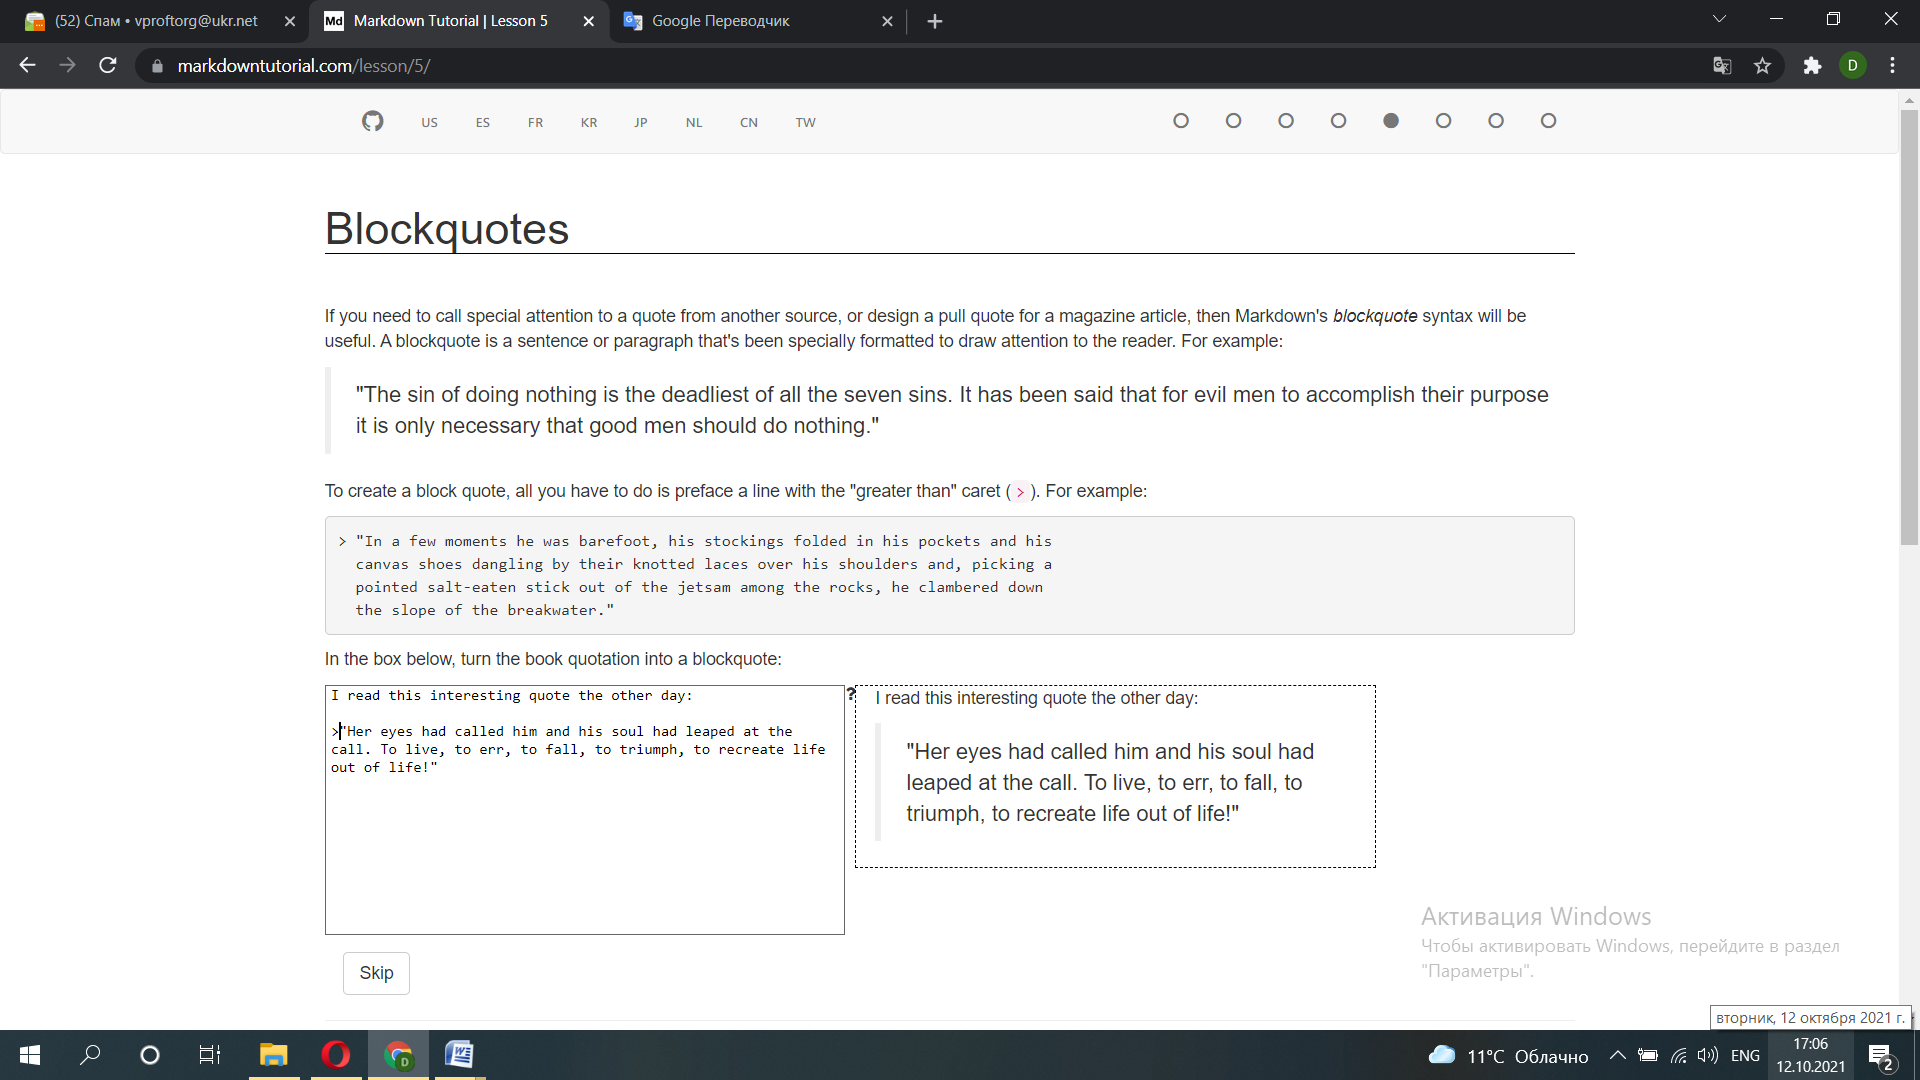 (52) Спам • vproftorg@ukr.net
Md Markdown Tutorial | Lesson 5
Google Переводчик
markdowntutorial.com/lesson/5/
D
US ES FR KR JP NL CN TW
Blockquotes
If you need to call special attention to a quote from another source, or design a pull quote for a magazine article, then Markdown's blockquote syntax will be
useful. A blockquote is a sentence or paragraph that's been specially formatted to draw attention to the reader. For example:
"The sin of doing nothing is the deadliest of all the seven sins. It has been said that for evil men to accomplish their purpose
it is only necessary that good men should do nothing."
To create a block quote, all you have to do is preface a line with the "greater than" caret ( > ). For example:
> "In a few moments he was barefoot, his stockings folded in his pockets and his
canvas shoes dangling by their knotted laces over his shoulders and, picking a
pointed salt-eaten stick out of the jetsam among the rocks, he clambered down
the slope of the breakwater."
In the box below, turn the book quotation into a blockquote:
I read this interesting quote the other day:
>"Her eyes had called him and his soul had leaped at the
call. To live, to err, to fall, to triumph, to recreate life
out of life!"
?
I read this interesting quote the other day:
"Her eyes had called him and his soul had
leaped at the call. To live, to err, to fall, to
triumph, to recreate life out of life!"
Skip
Активация Windows
Чтобы активировать Windows, перейдите в раздел
"Параметры".
вторник, 12 октября 2021 г.
D
W
11°C Облачно
ENG
17:06
12.10.2021
2